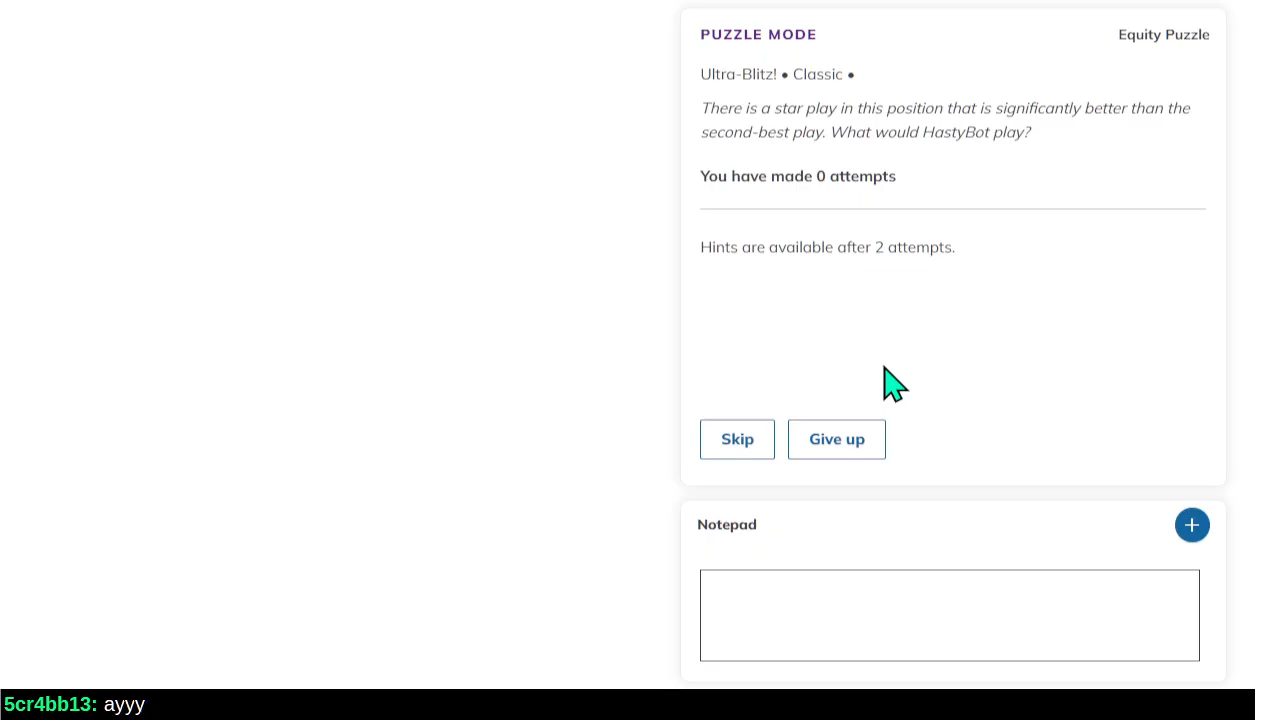 PUZZLE MODE
Equity Puzzle
Ultra-Blitz! • Classic •
There is a star play in this position that is significantly better than the
second-best play. What would HastyBot play?
You have made 0 attempts
Hints are available after 2 attempts.
Skip
Give up
Notepad
5cr4bb13: ayyy